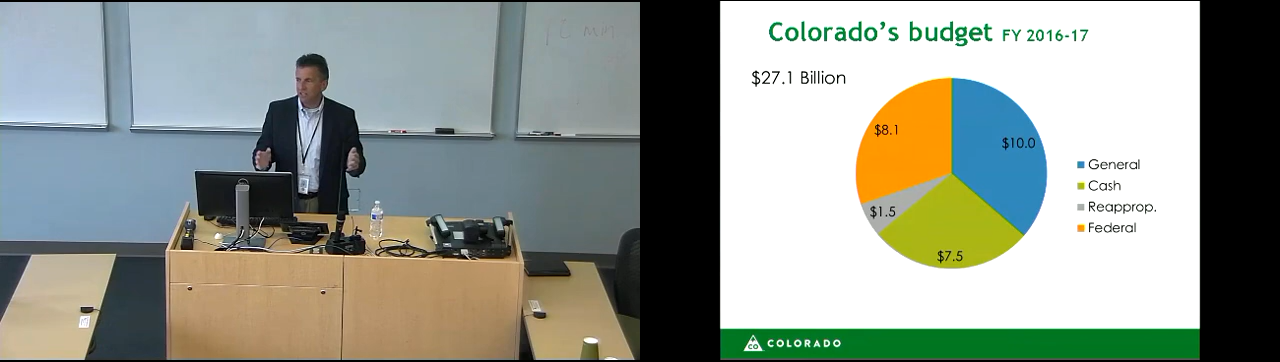 Colorado's budget FY 2016-17
$27.1 Billion
$8.1
$10.0
$1.5
$7.5
General
Cash
Reapprop.
Federal
CO
COLORADO